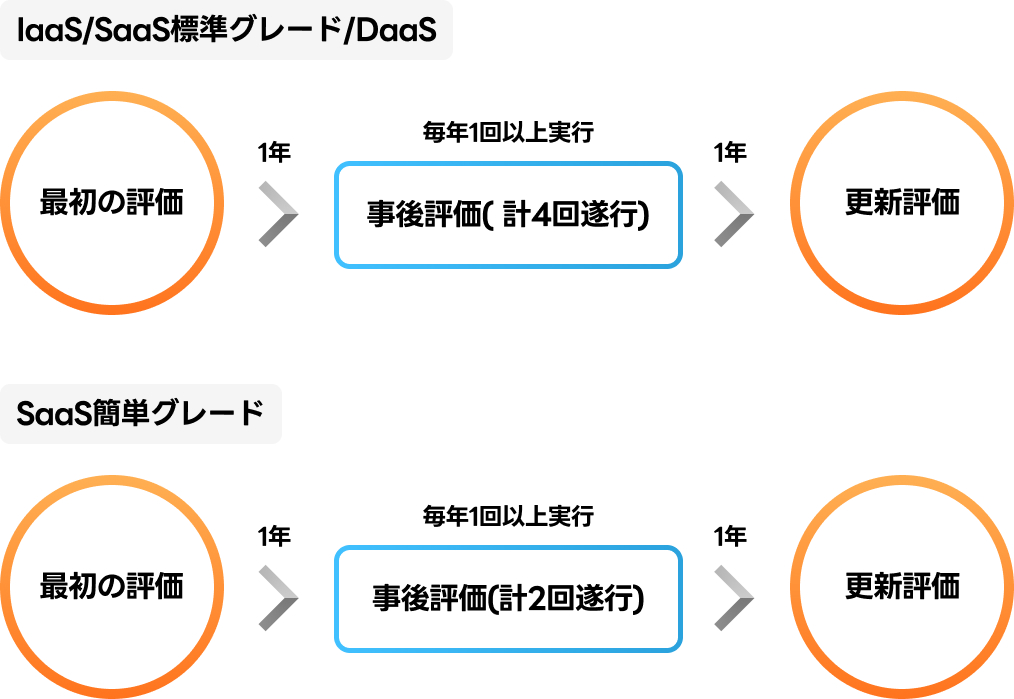 IaaS/SaaS標準グレード/DaaS
最初の評価
1年
毎年1回以上実行
事後評価( 計4回遂行)
1年
更新評価
SaaS簡単グレード
最初の評価
1年
毎年1回以上実行
事後評価(計2回遂行)
1年
更新評価